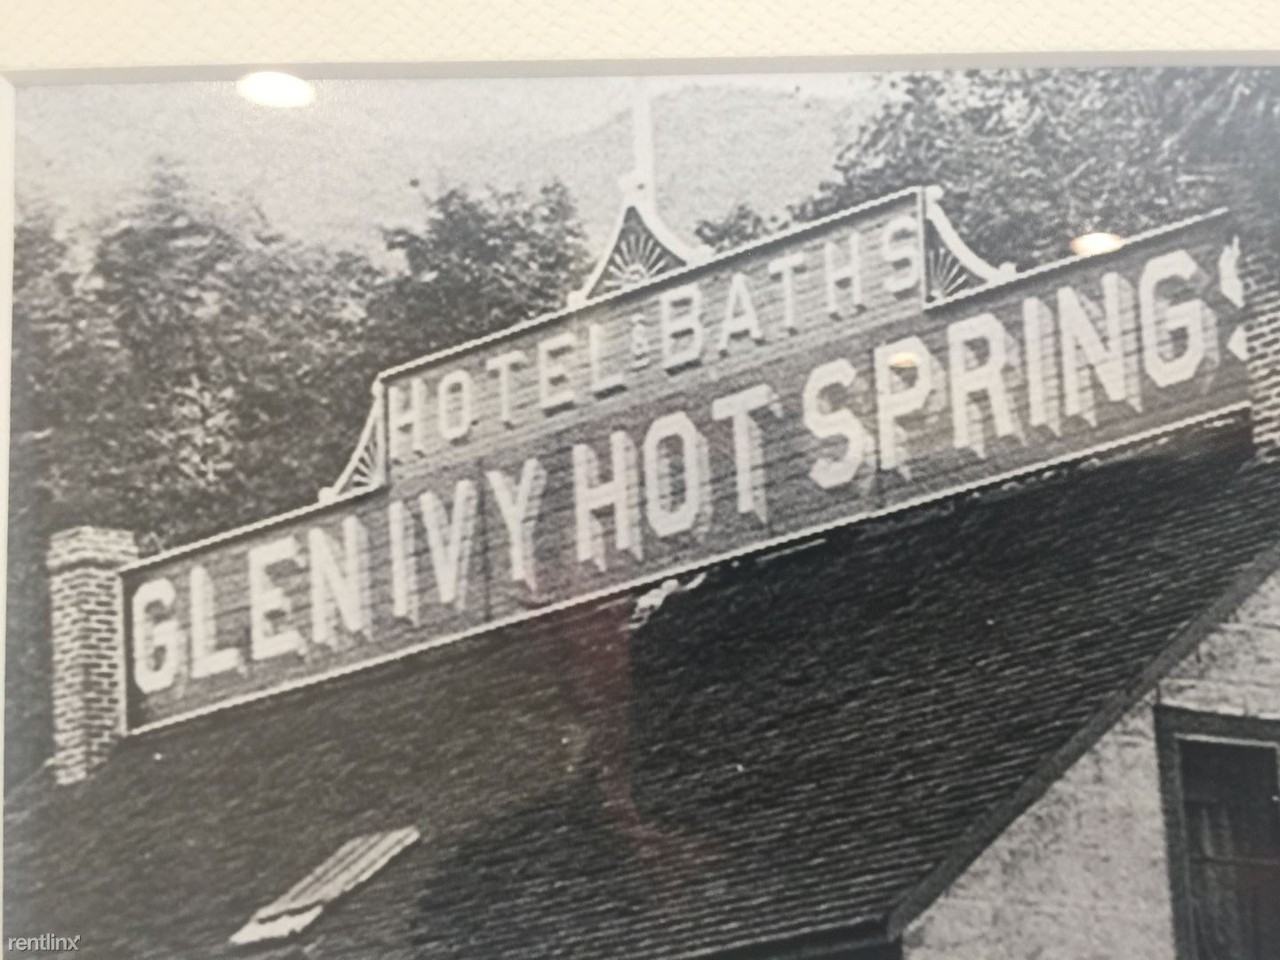 HOTEL & BATHS
GLEN IVY HOT SPRINGS
rentlinx